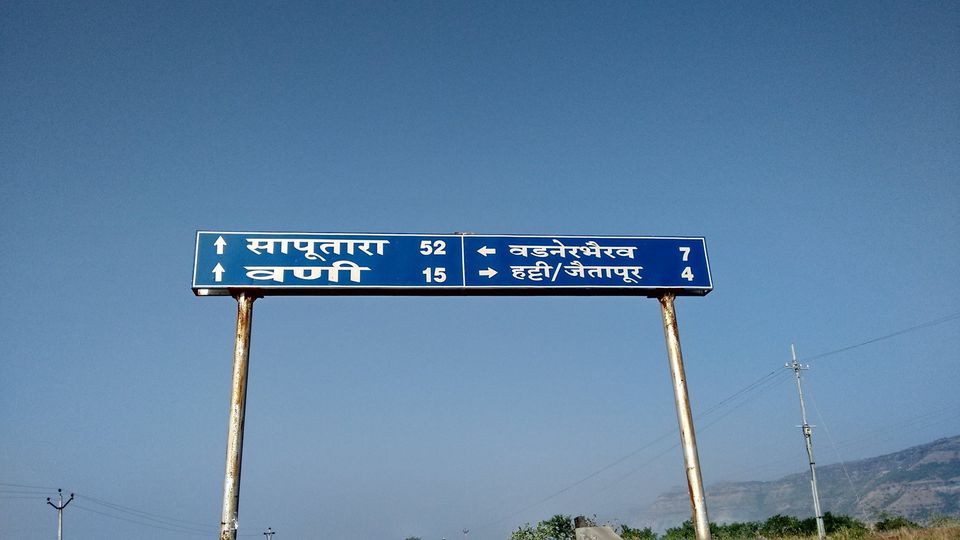 ↑ सापूतारा 52
↑ वणी 15
← वडनेरभैरव 7
→ हट्टी/जैतापूर 4